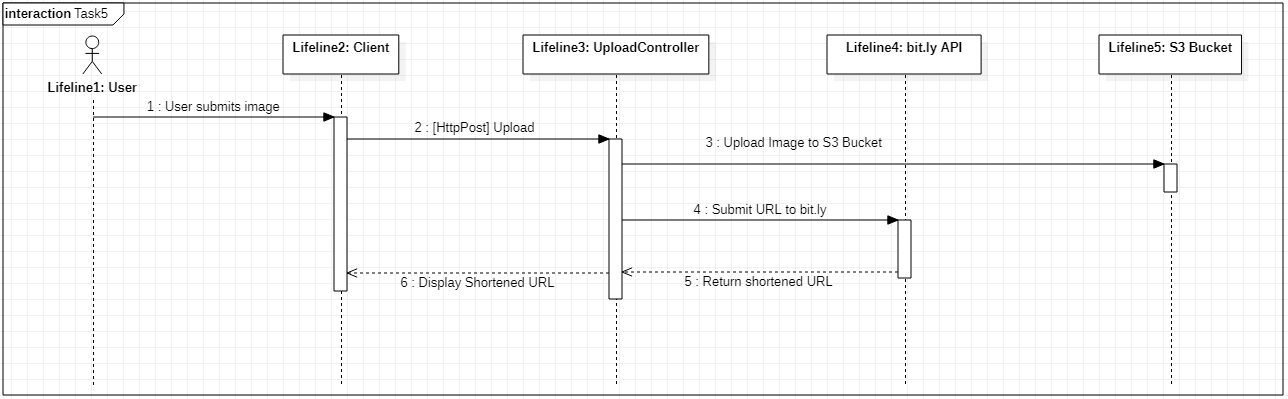 interaction Task5
Lifeline1: User
Lifeline2: Client
Lifeline3: UploadController
Lifeline4: bit.ly API
Lifeline5: S3 Bucket
1 : User submits image
2 : [HttpPost] Upload
3 : Upload Image to S3 Bucket
4 : Submit URL to bit.ly
5 : Return shortened URL
6 : Display Shortened URL